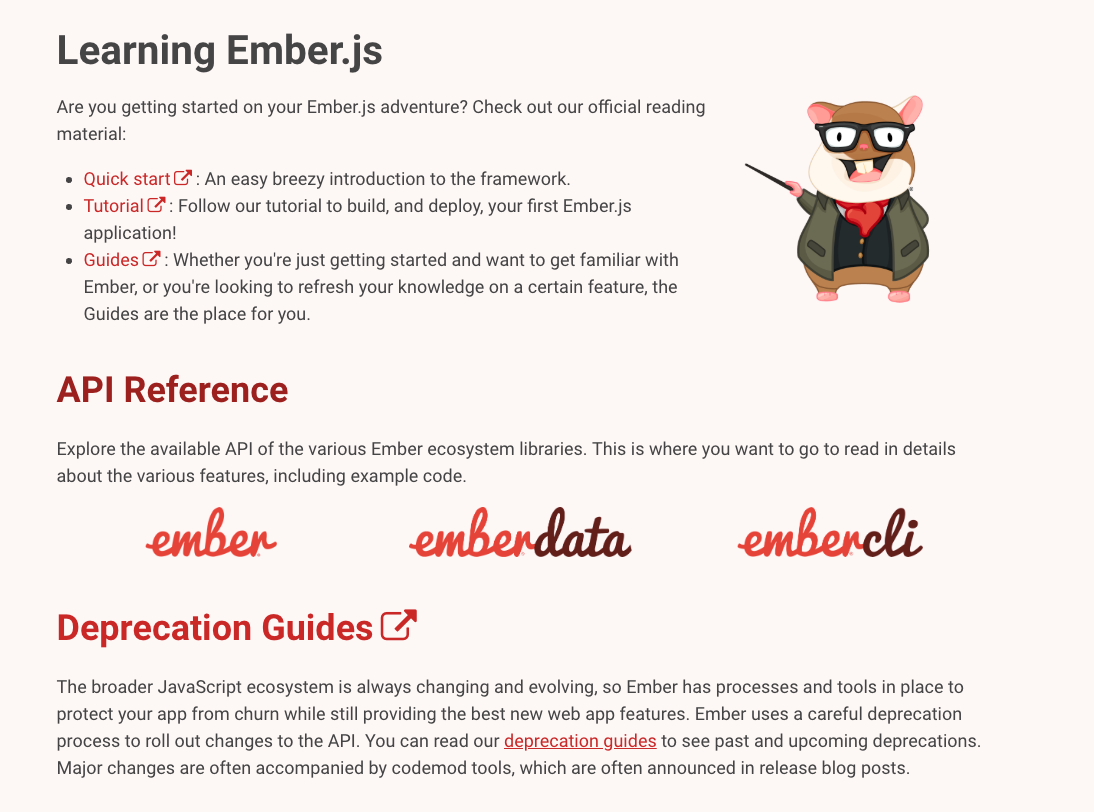 Learning Ember.js
Are you getting started on your Ember.js adventure? Check out our official reading
material:
Quick start : An easy breezy introduction to the framework.
Tutorial : Follow our tutorial to build, and deploy, your first Ember.js
application!
Guides : Whether you're just getting started and want to get familiar with
Ember, or you're looking to refresh your knowledge on a certain feature, the
Guides are the place for you.
API Reference
Explore the available API of the various Ember ecosystem libraries. This is where you want to go to read in details
about the various features, including example code.
ember emberdata embercli
Deprecation Guides
The broader JavaScript ecosystem is always changing and evolving, so Ember has processes and tools in place to
protect your app from churn while still providing the best new web app features. Ember uses a careful deprecation
process to roll out changes to the API. You can read our deprecation guides to see past and upcoming deprecations.
Major changes are often accompanied by codemod tools, which are often announced in release blog posts.